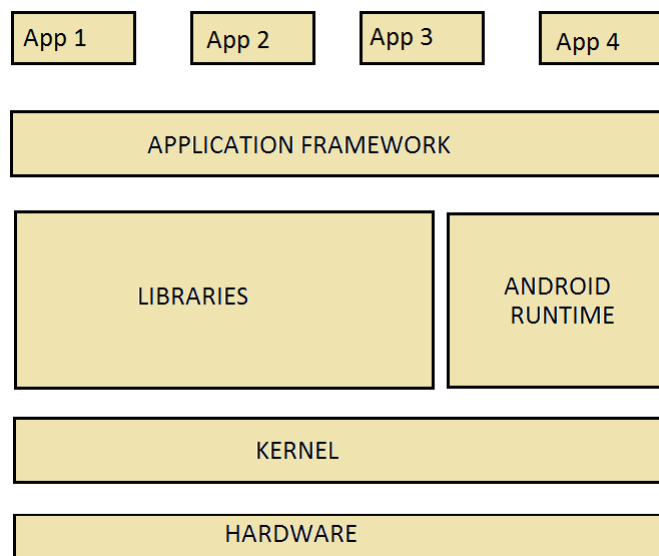 App 1
App 2
App 3
App 4
APPLICATION FRAMEWORK
LIBRARIES
ANDROID
RUNTIME
KERNEL
HARDWARE